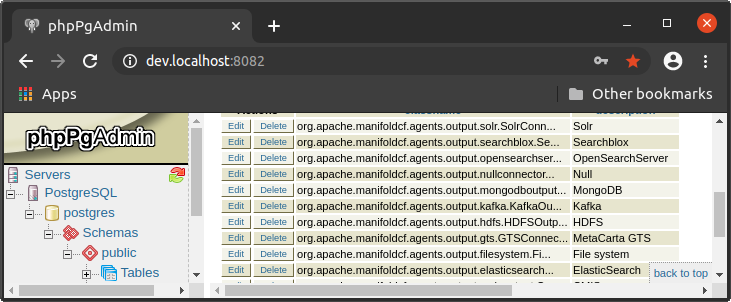 phpPgAdmin
dev.localhost:8082
Apps
Other bookmarks
phpPgAdmin
Servers
PostgreSQL
postgres
Schemas
public
Tables
Actions classname description
Edit Delete org.apache.manifoldcf.agents.output.solr.SolrConn... Solr
Edit Delete org.apache.manifoldcf.agents.output.searchblox.Se... Searchblox
Edit Delete org.apache.manifoldcf.agents.output.opensearchser... OpenSearchServer
Edit Delete org.apache.manifoldcf.agents.output.nullconnector... Null
Edit Delete org.apache.manifoldcf.agents.output.mongodboutput... MongoDB
Edit Delete org.apache.manifoldcf.agents.output.kafka.KafkaOu... Kafka
Edit Delete org.apache.manifoldcf.agents.output.hdfs.HDFSOutp... HDFS
Edit Delete org.apache.manifoldcf.agents.output.gts.GTSConnec... MetaCarta GTS
Edit Delete org.apache.manifoldcf.agents.output.filesystem.Fi... File system
Edit Delete org.apache.manifoldcf.agents.output.elasticsearch... ElasticSearch
back to top